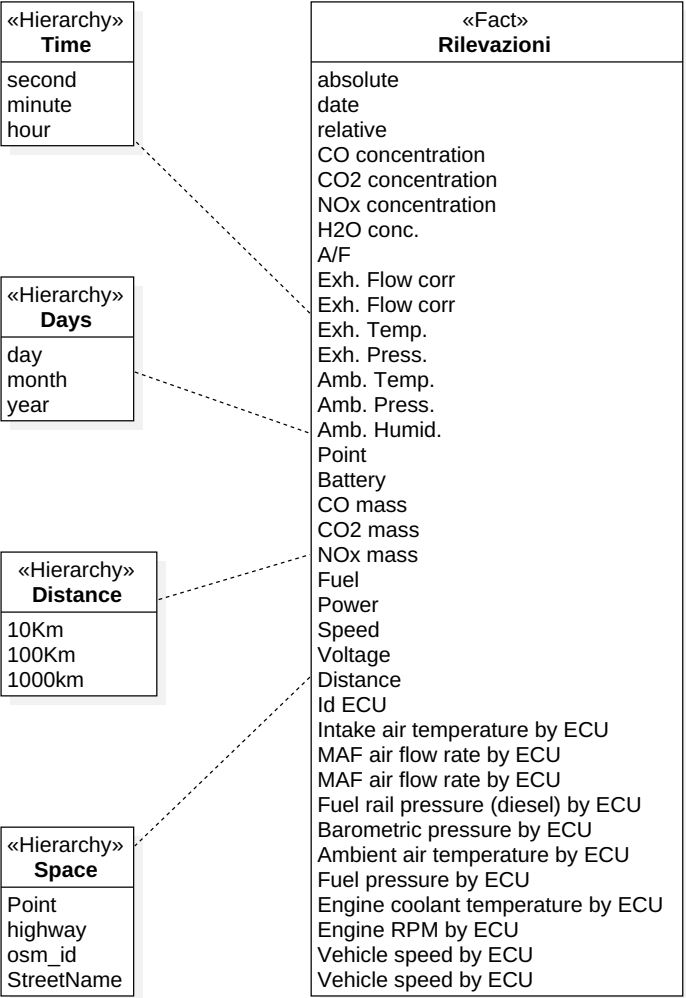 «Hierarchy»
Time
second
minute
hour
«Hierarchy»
Days
day
month
year
«Hierarchy»
Distance
10Km
100Km
1000km
«Hierarchy»
Space
Point
highway
osm_id
StreetName
«Fact»
Rilevazioni
absolute
date
relative
CO concentration
CO2 concentration
NOx concentration
H2O conc.
A/F
Exh. Flow corr
Exh. Flow corr
Exh. Temp.
Exh. Press.
Amb. Temp.
Amb. Press.
Amb. Humid.
Point
Battery
CO mass
CO2 mass
NOx mass
Fuel
Power
Speed
Voltage
Distance
Id ECU
Intake air temperature by ECU
MAF air flow rate by ECU
MAF air flow rate by ECU
Fuel rail pressure (diesel) by ECU
Barometric pressure by ECU
Ambient air temperature by ECU
Fuel pressure by ECU
Engine coolant temperature by ECU
Engine RPM by ECU
Vehicle speed by ECU
Vehicle speed by ECU